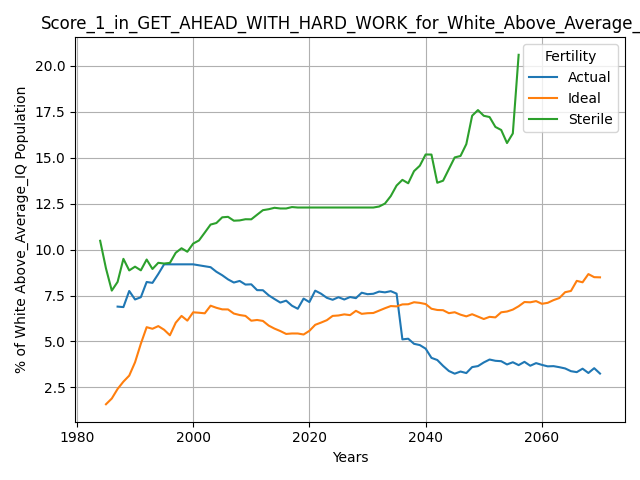 Score_1_in_GET_AHEAD_WITH_HARD_WORK_for_White_Above_Average_
% of White Above_Average_IQ Population
20.0
17.5
15.0
12.5
10.0
7.5
5.0
2.5
Fertility
Actual
Ideal
Sterile
1980
2000
2020
2040
2060
Years